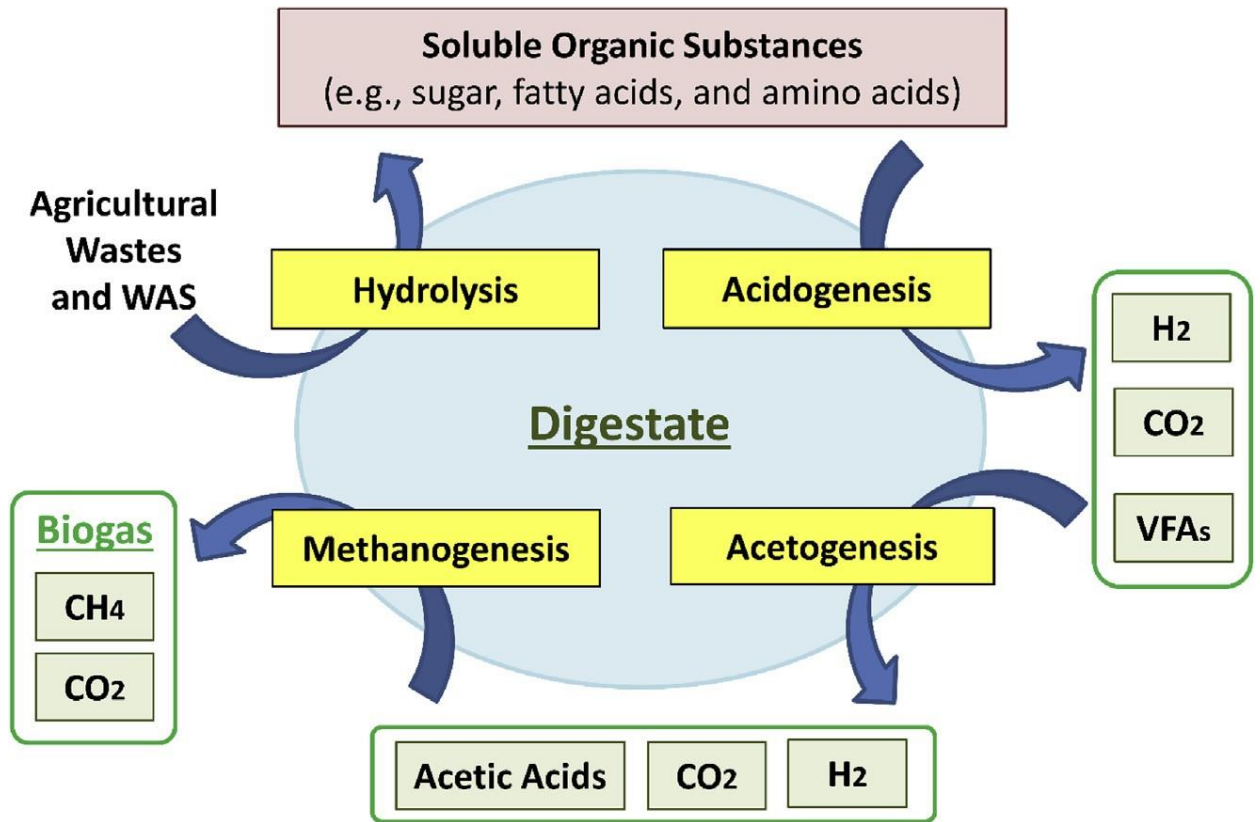 Soluble Organic Substances
(e.g., sugar, fatty acids, and amino acids)
Agricultural
Wastes
and WAS
Hydrolysis
Acidogenesis
H2
CO2
VFAs
Digestate
Biogas
CH4
CO2
Methanogenesis
Acetogenesis
Acetic Acids
CO2
H2